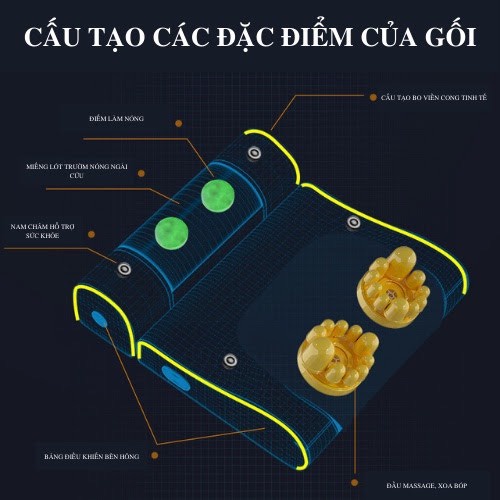 CẤU TẠO CÁC ĐẶC ĐIỂM CỦA GỐI
CẤU TẠO BO VIỀN CONG TINH TẾ
ĐIỂM LÀM NÓNG
MIẾNG LÓT TRƯỜM NÓNG NGẢI
CỨU
NAM CHÂM HỖ TRỢ
SỨC KHỎE
BẢNG ĐIỀU KHIỂN BÊN HÔNG
ĐẦU MASSAGE, XOA BÓP